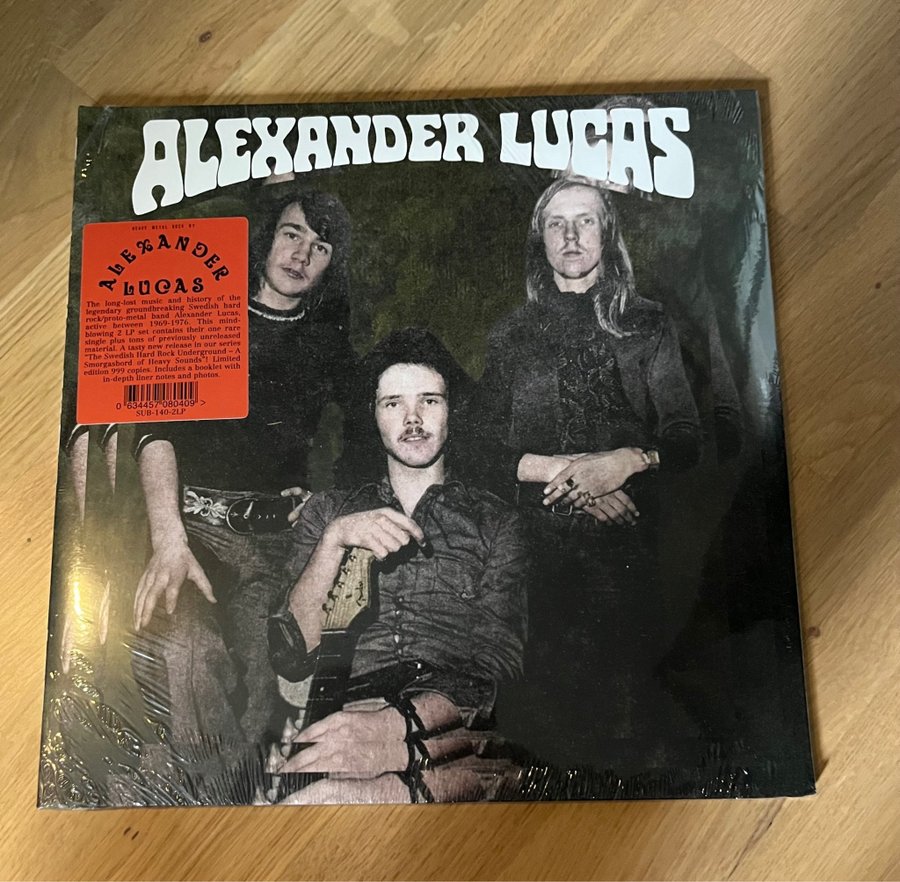 ALEXANDER LUCAS
HEAVY METAL ROCK BY
ALEXANDER
LUCAS
The long-lost music and history of the
legendary groundbreaking Swedish hard
rock/proto-metal band Alexander Lucas,
active between 1969-1976. This mind-
blowing 2 LP set contains their one rare
single plus tons of previously unreleased
material. A tasty new release in our series
"The Swedish Hard Rock Underground – A
Smorgasbord of Heavy Sounds"! Limited
edition 999 copies. Includes a booklet with
in-depth liner notes and photos.
0 634457 080409 >
SUB-140-2LP